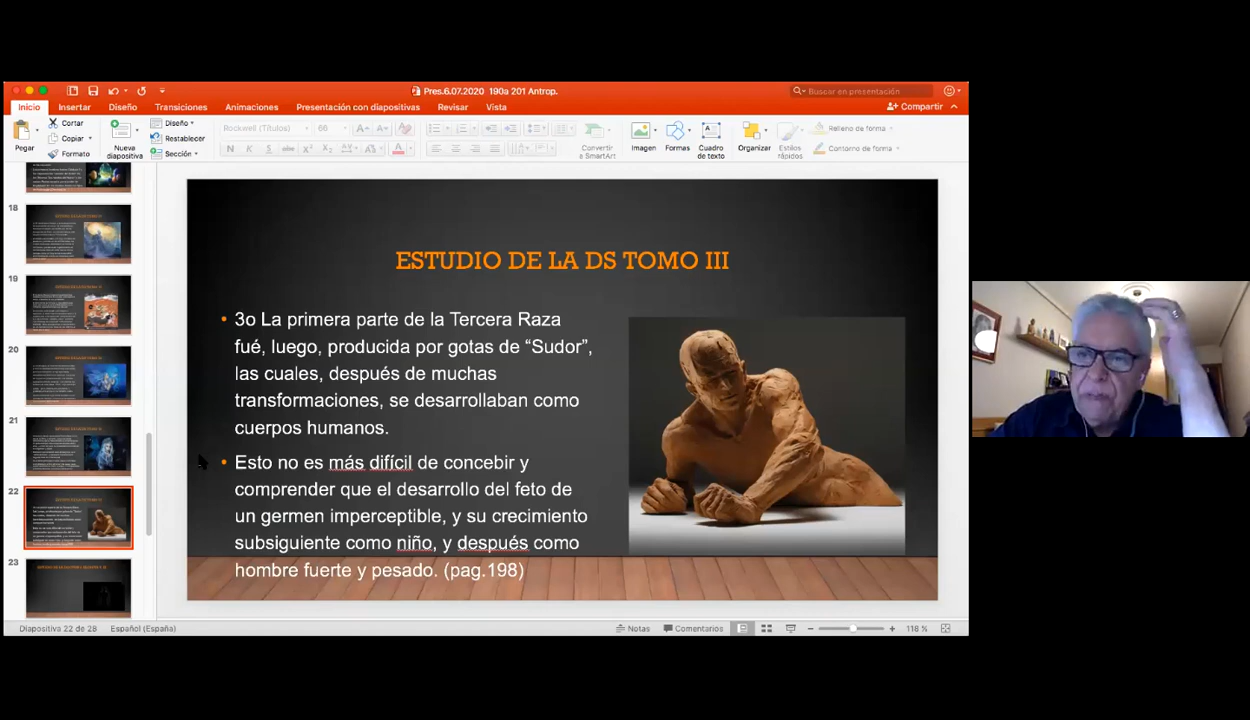 Pres.6.07.2020 190a 201 Antrop.
Buscar en presentación
Inicio Insertar Diseño Transiciones Animaciones Presentación con diapositivas Revisar Vista
Compartir
Pegar
Cortar
Copiar
Formato
Nueva diapositiva
Diseño
Restablecer
Sección
Rockwell (Títulos) 66
N K S abc X² X₂
Convertir a SmartArt
Imagen
Formas
Cuadro de texto
Organizar
Estilos rápidos
Relleno de forma
Contorno de forma
18
19
20
21
22
23
ESTUDIO DE LA DS TOMO III
• 3o La primera parte de la Tercera Raza
fué, luego, producida por gotas de “Sudor”,
las cuales, después de muchas
transformaciones, se desarrollaban como
cuerpos humanos.
• Esto no es más difícil de concebir y
comprender que el desarrollo del feto de
un germen imperceptible, y su crecimiento
subsiguiente como niño, y después como
hombre fuerte y pesado. (pag.198)
Diapositiva 22 de 28 Español (España)
Notas Comentarios 118 %